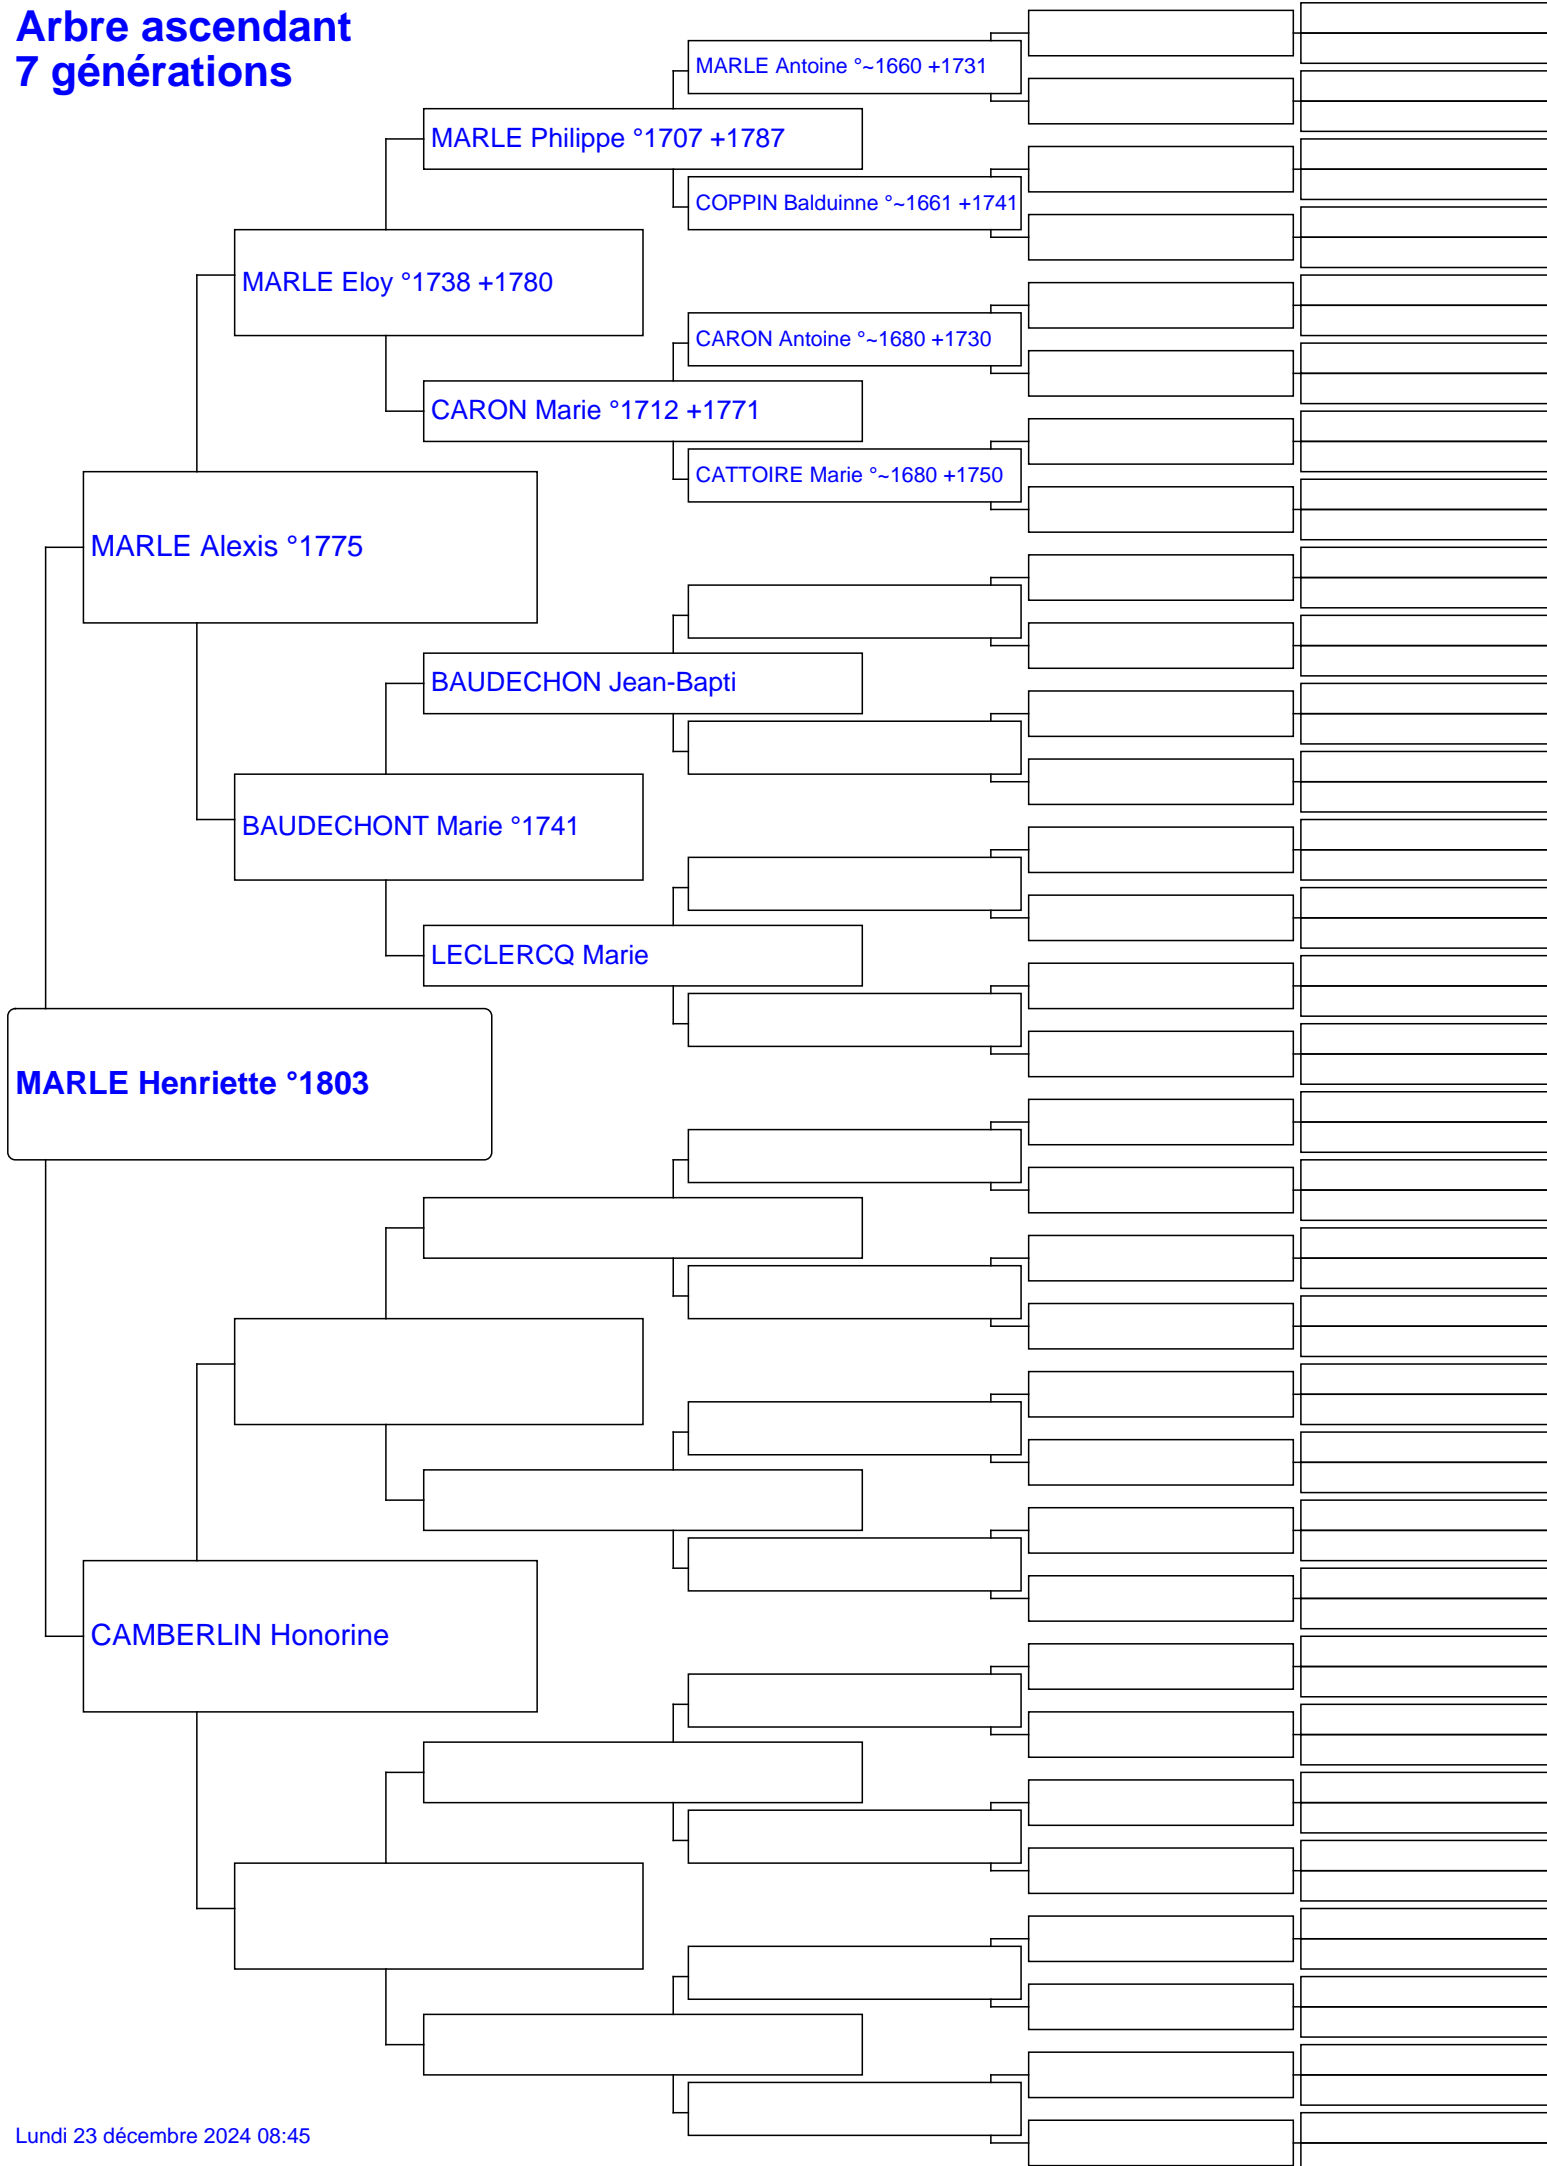 Arbre ascendant
7 générations
MARLE Antoine °~1660 +1731
MARLE Philippe °1707 +1787
COPPIN Balduinne °~1661 +1741
MARLE Eloy °1738 +1780
CARON Antoine °~1680 +1730
CARON Marie °1712 +1771
CATTOIRE Marie °~1680 +1750
MARLE Alexis °1775
BAUDECHON Jean-Bapti
BAUDECHONT Marie °1741
LECLERCQ Marie
MARLE Henriette °1803
CAMBERLIN Honorine
Lundi 23 décembre 2024 08:45